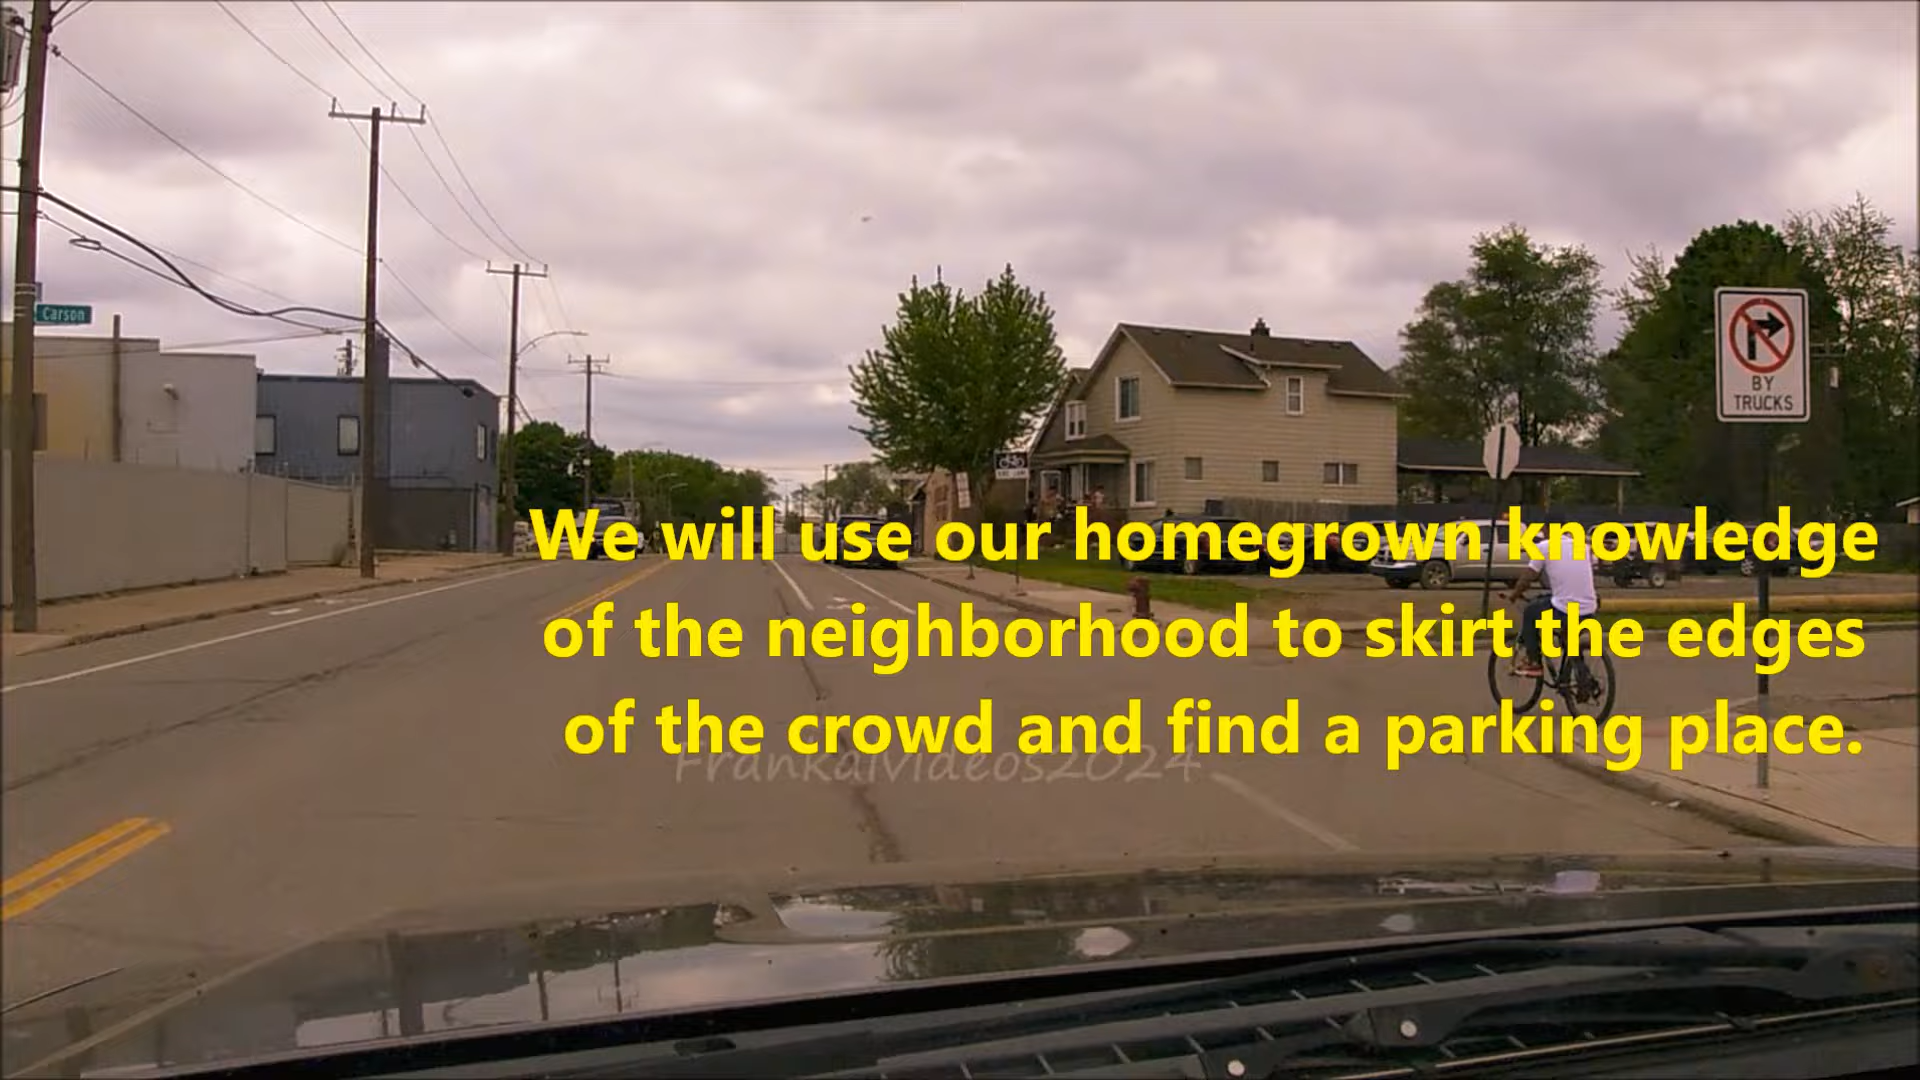 Carson
BY
TRUCKS
We will use our homegrown knowledge
of the neighborhood to skirt the edges
of the crowd and find a parking place.
Frankalvideos2024